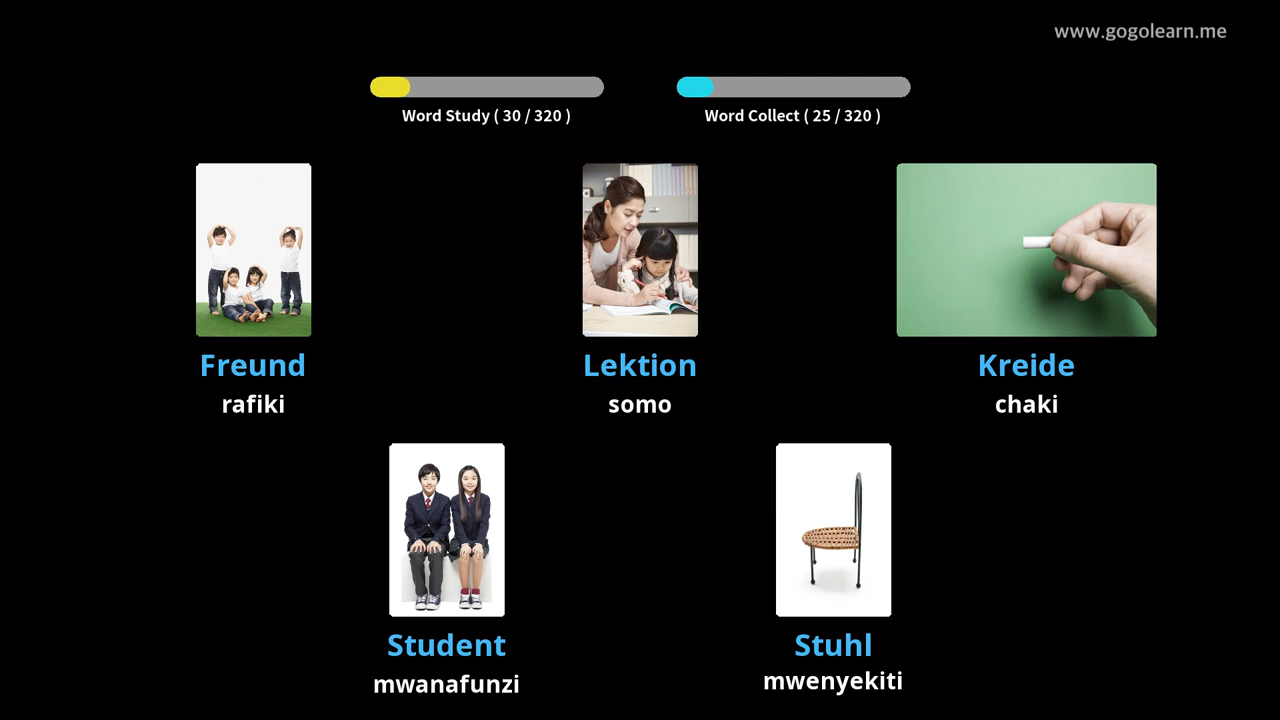 www.gogolearn.me
Word Study ( 30 / 320 )
Word Collect ( 25 / 320 )
Freund
rafiki
Lektion
somo
Kreide
chaki
Student
mwanafunzi
Stuhl
mwenyekiti